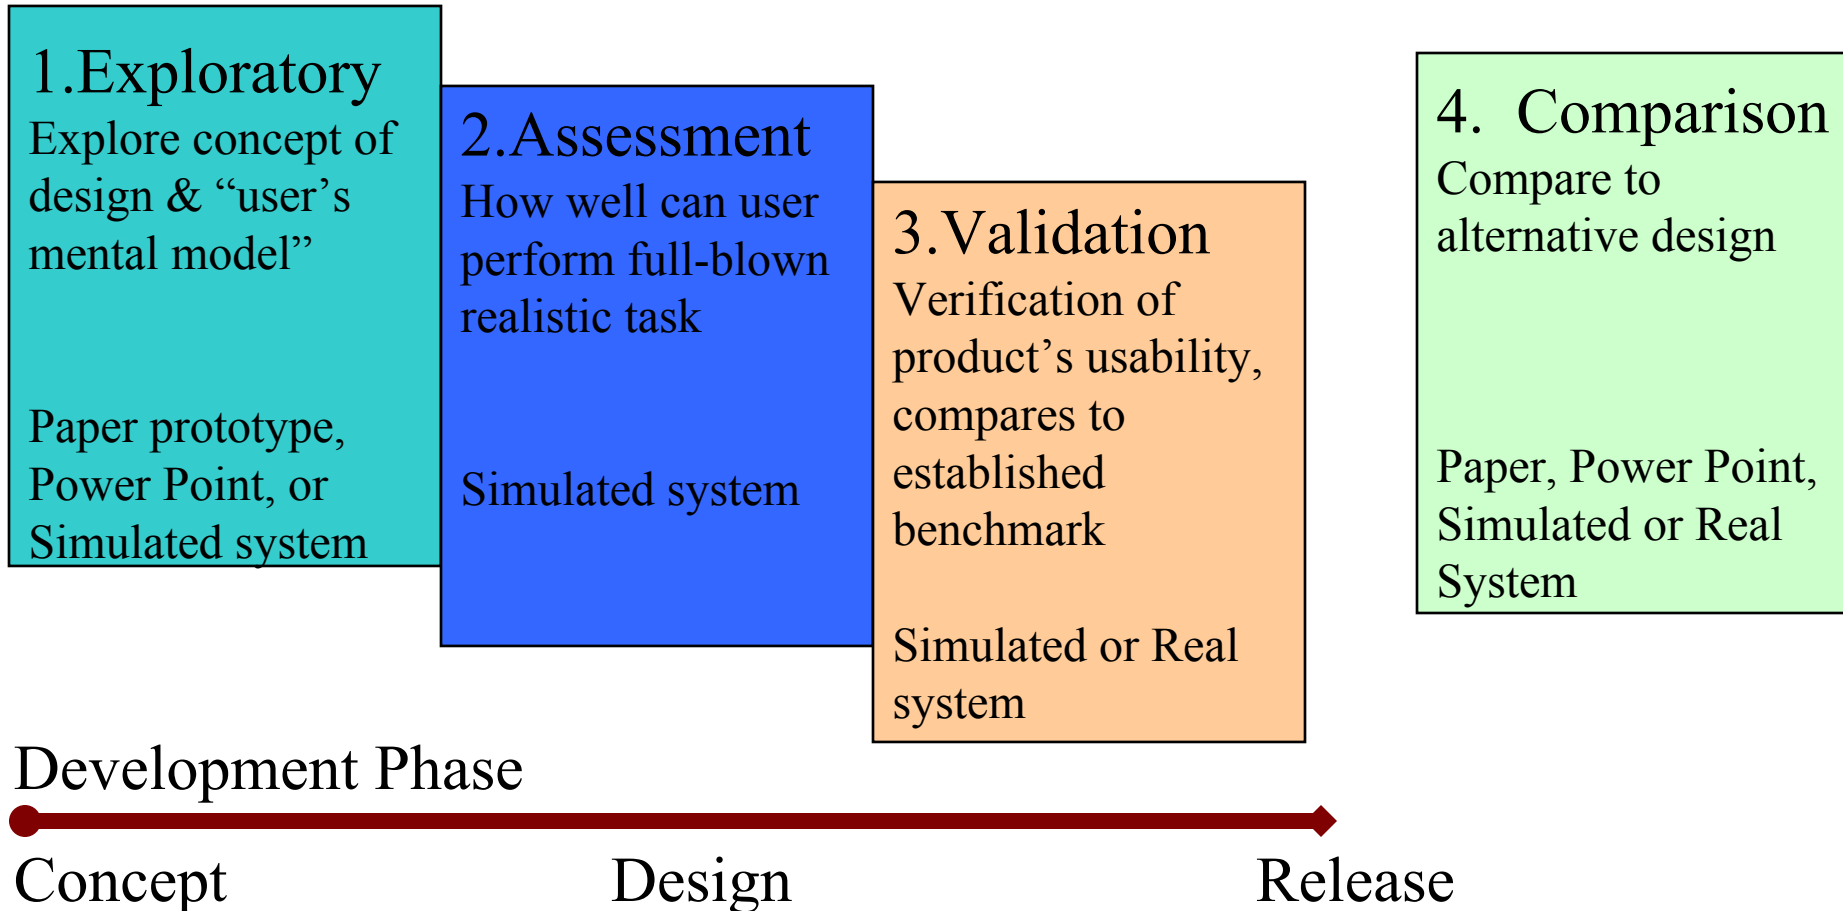 1.Exploratory
Explore concept of
design & “user’s
mental model”
Paper prototype,
Power Point, or
Simulated system
2.Assessment
How well can user
perform full-blown
realistic task
Simulated system
3.Validation
Verification of
product’s usability,
compares to
established
benchmark
Simulated or Real
system
4. Comparison
Compare to
alternative design
Paper, Power Point,
Simulated or Real
System
Development Phase
Concept
Design
Release